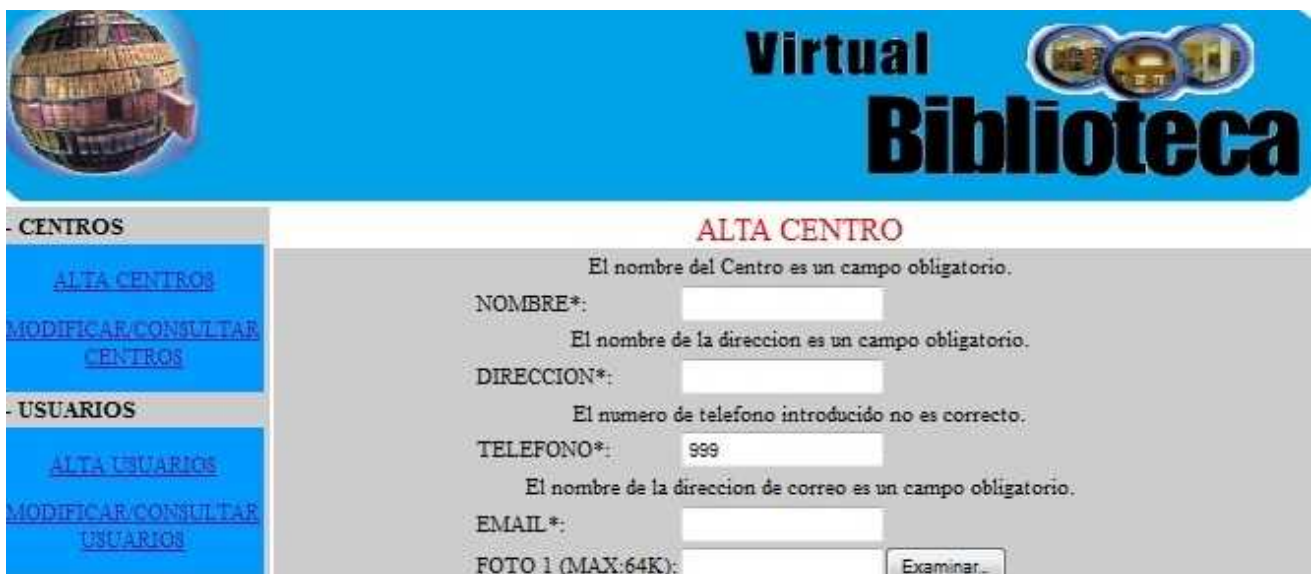 Virtual
Biblioteca
- CENTROS
ALTA CENTROS
MODIFICAR/CONSULTAR
CENTROS
- USUARIOS
ALTA USUARIOS
MODIFICAR/CONSULTAR
USUARIOS
ALTA CENTRO
El nombre del Centro es un campo obligatorio.
NOMBRE*:
El nombre de la direccion es un campo obligatorio.
DIRECCION*:
El numero de telefono introducido no es correcto.
TELEFONO*: 999
El nombre de la direccion de correo es un campo obligatorio.
EMAIL*:
FOTO 1 (MAX:64K): Examinar...